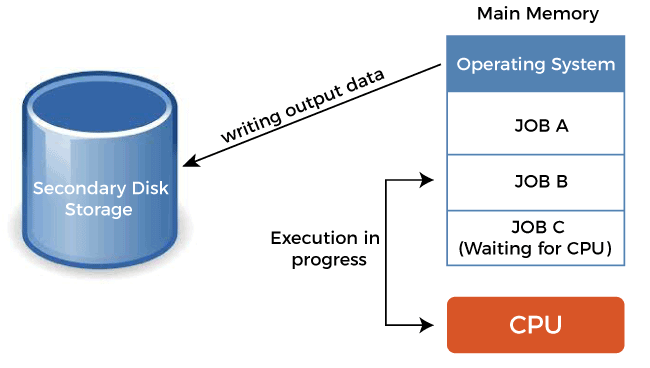 Main Memory
Operating System
writing output data
JOB A
Secondary Disk
Storage
JOB B
JOB C
(Waiting for CPU)
Execution in
progress
CPU